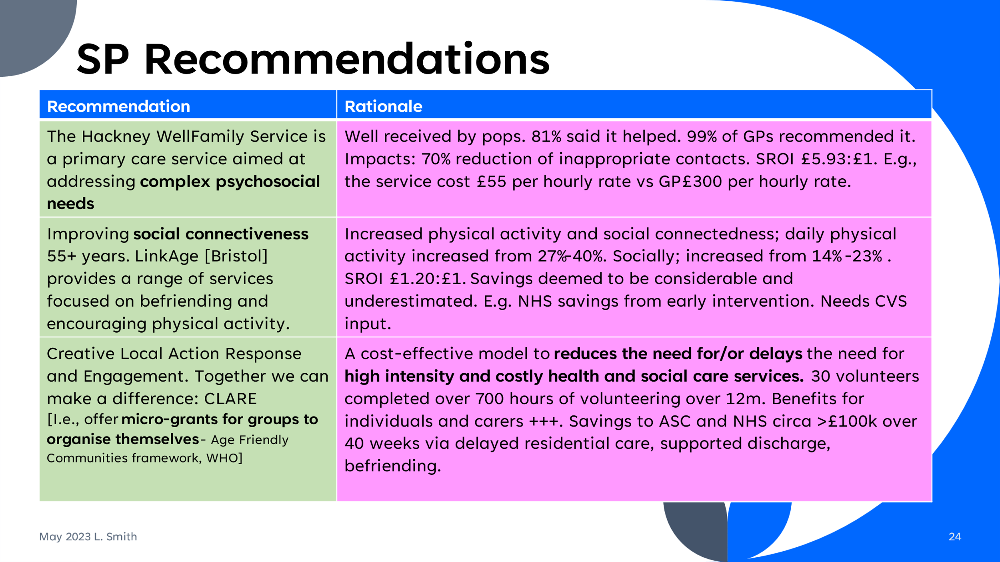 SP Recommendations
Recommendation
Rationale
The Hackney WellFamily Service is
a primary care service aimed at
addressing complex psychosocial
needs
Well received by pops. 81% said it helped. 99% of GPs recommended it.
Impacts: 70% reduction of inappropriate contacts. SROI £5.93:£1. E.g.,
the service cost £55 per hourly rate vs GP£300 per hourly rate.
Improving social connectiveness
55+ years. LinkAge [Bristol]
provides a range of services
focused on befriending and
encouraging physical activity.
Increased physical activity and social connectedness; daily physical
activity increased from 27%-40%. Socially; increased from 14%-23% .
SROI £1.20:£1. Savings deemed to be considerable and
underestimated. E.g. NHS savings from early intervention. Needs CVS
input.
Creative Local Action Response
and Engagement. Together we can
make a difference: CLARE
[I.e., offer micro-grants for groups to
organise themselves- Age Friendly
Communities framework, WHO]
A cost-effective model to reduces the need for/or delays the need for
high intensity and costly health and social care services. 30 volunteers
completed over 700 hours of volunteering over 12m. Benefits for
individuals and carers +++. Savings to ASC and NHS circa >£100k over
40 weeks via delayed residential care, supported discharge,
befriending.
May 2023 L. Smith
24